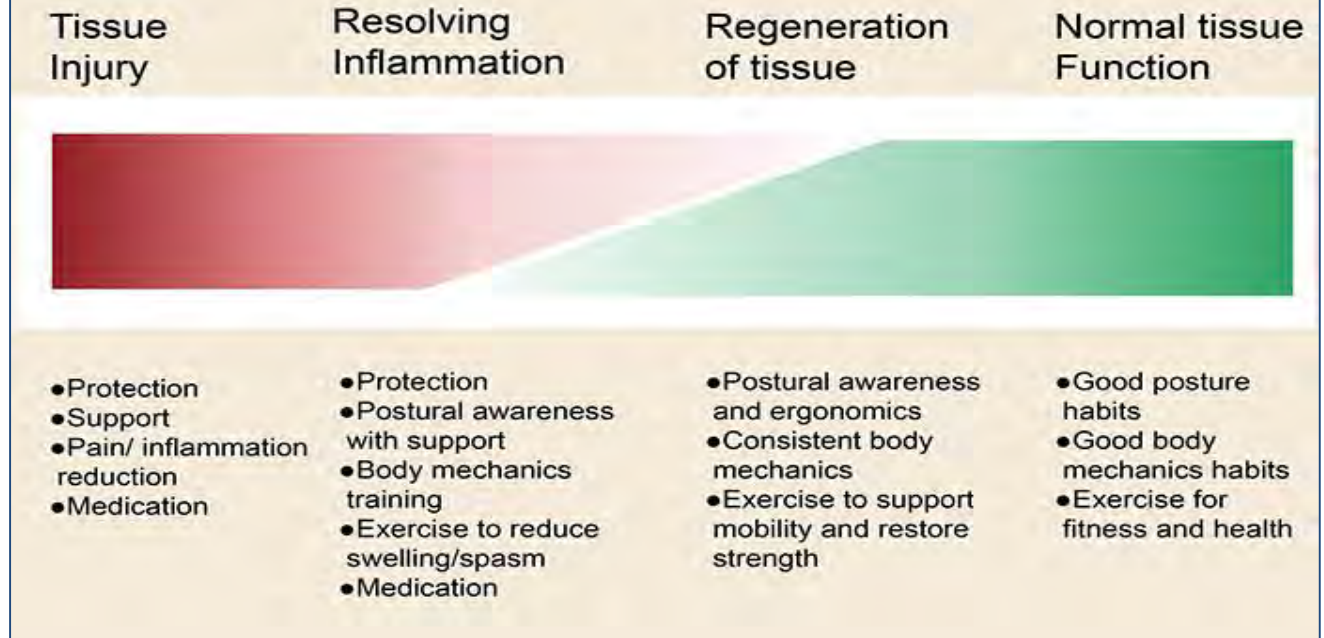 Tissue
Injury
Resolving
Inflammation
Regeneration
of tissue
Normal tissue
Function
●Protection
●Support
●Pain/ inflammation
reduction
●Medication
●Protection
●Postural awareness
with support
●Body mechanics
training
●Exercise to reduce
swelling/spasm
●Medication
●Postural awareness
and ergonomics
●Consistent body
mechanics
●Exercise to support
mobility and restore
strength
●Good posture
habits
●Good body
mechanics habits
●Exercise for
fitness and health